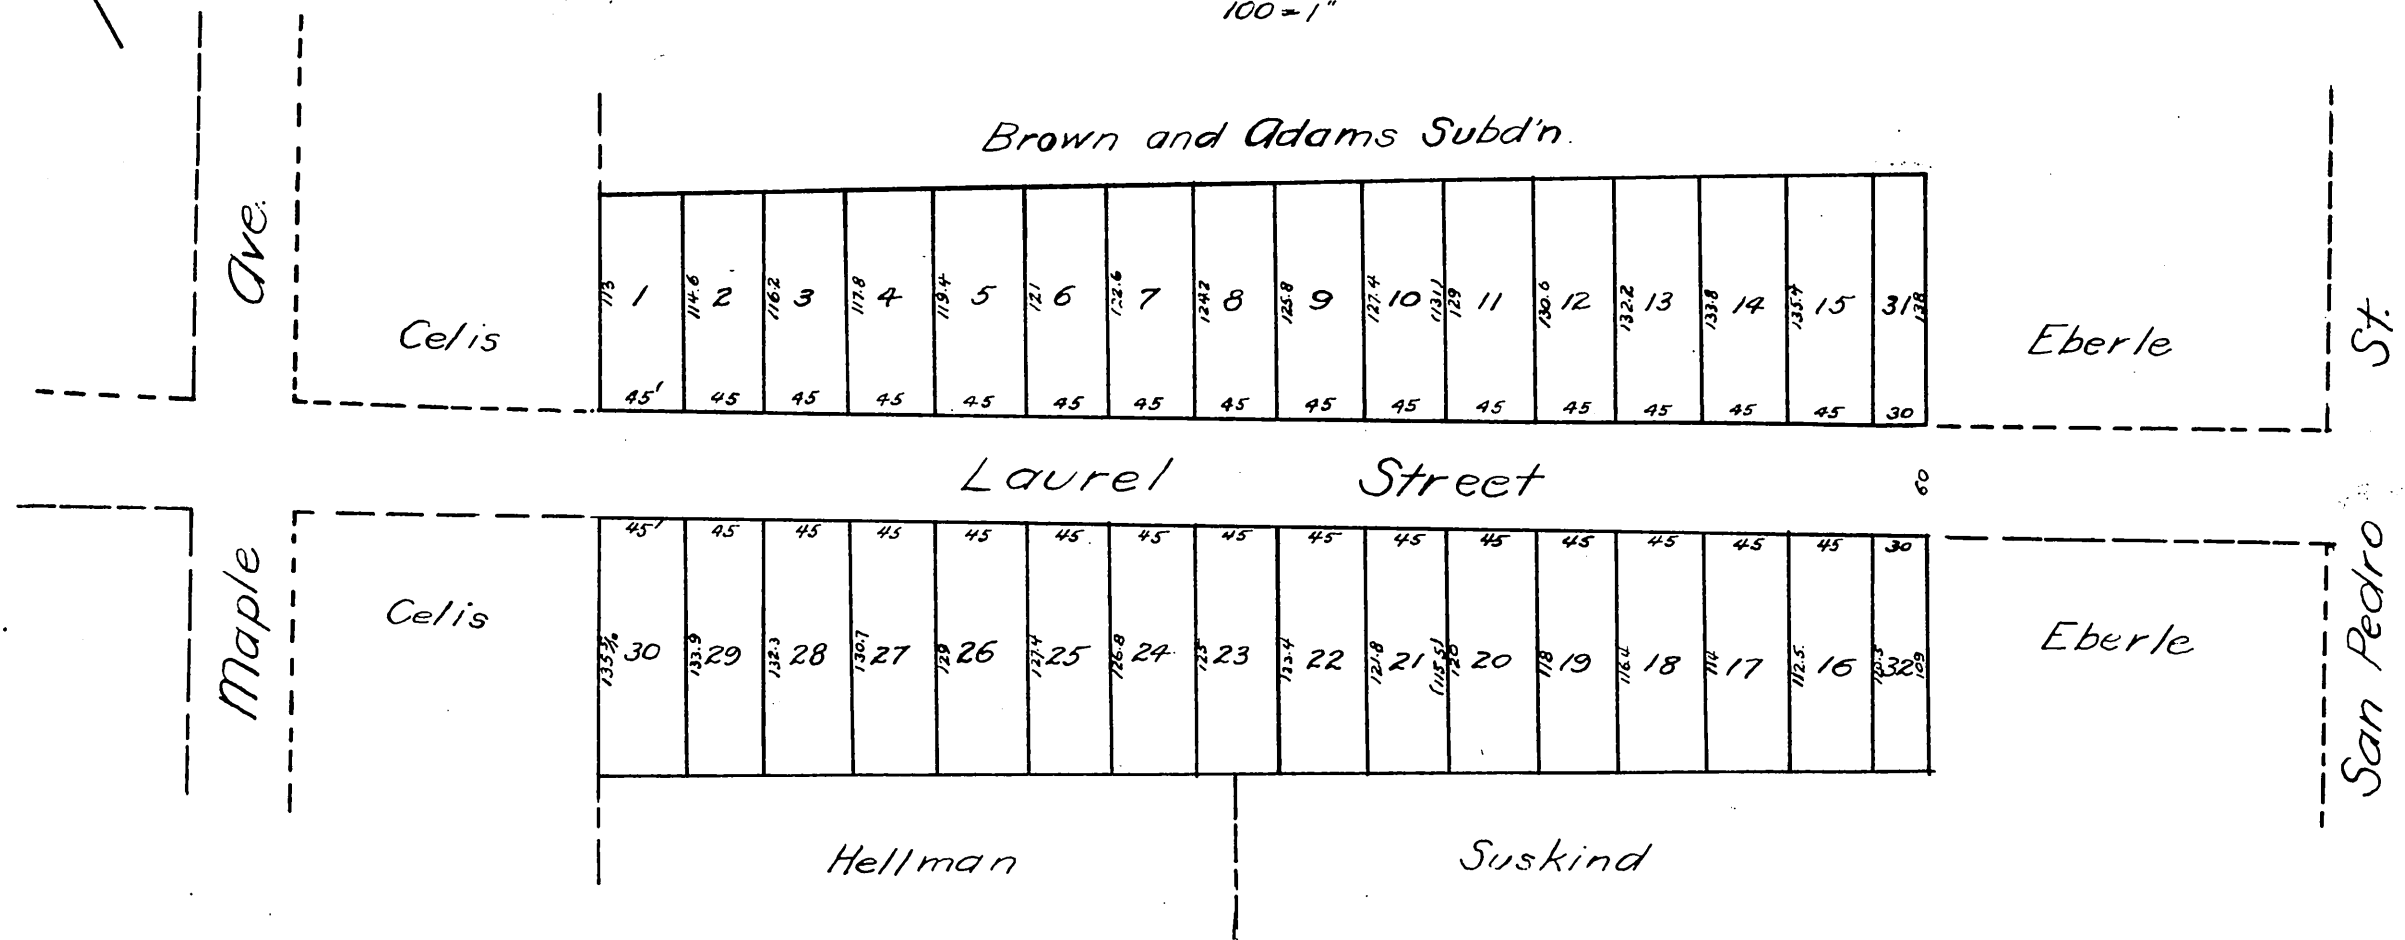 100 = 1"
Brown and Adams Subd'n.
Maple Ave.
Celis
113 1 114.6 2 116.2 3 117.8 4 119.4 5 121 6 122.6 7 124.2 8 125.8 9 127.4 10 (131) 129 11 130.6 12 132.2 13 133.8 14 135.4 15 31 138
Eberle
45' 45 45 45 45 45 45 45 45 45 45 45 45 45 45 30
Laurel Street
60
45' 45 45 45 45 45 45 45 45 45 45 45 45 45 45 30
Celis
30 133.9 29 132.3 28 130.7 27 129 26 127.4 25 126.8 24 125 23 123.4 22 121.8 21 (115.5) 120 20 118 19 116.4 18 114 17 112.5 16 110.5 32 109
Eberle
San Pedro St.
Hellman
Suskind